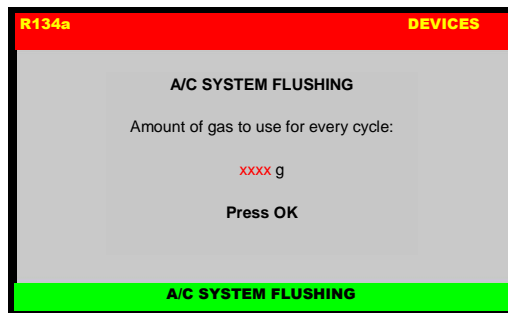 R134a DEVICES
A/C SYSTEM FLUSHING
Amount of gas to use for every cycle:
xxxx g
Press OK
A/C SYSTEM FLUSHING